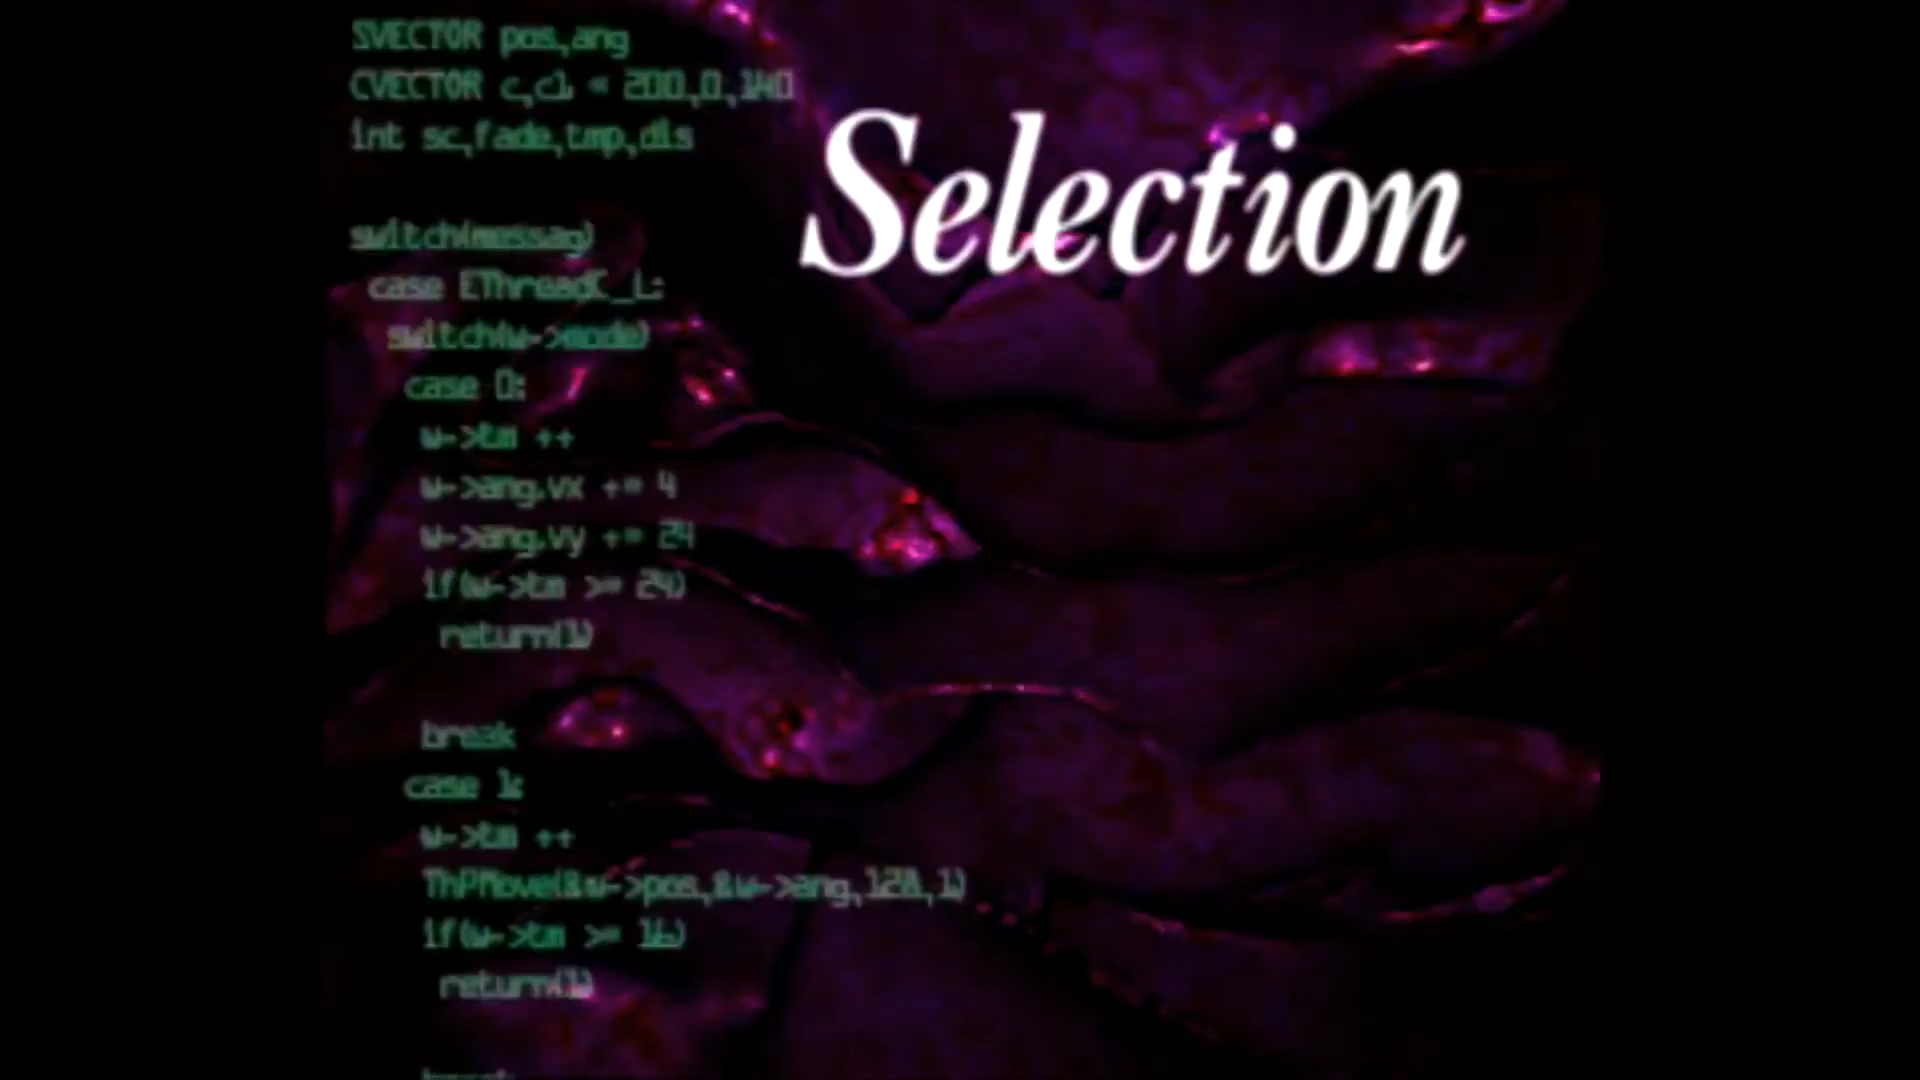 SVECTOR pos,ang
CVECTOR c,c1 = 200,0,140
int sc,fade,tmp,dis
Selection
switch(messag)
case EThreadC_L:
switch(w->mode)
case 0:
w->tm ++
w->ang.vx += 4
w->ang.vy += 24
if(w->tm >= 24)
return(1)
break
case 1:
w->tm ++
ThPMove(&w->pos,&w->ang,128,1)
if(w->tm >= 16)
return(1)